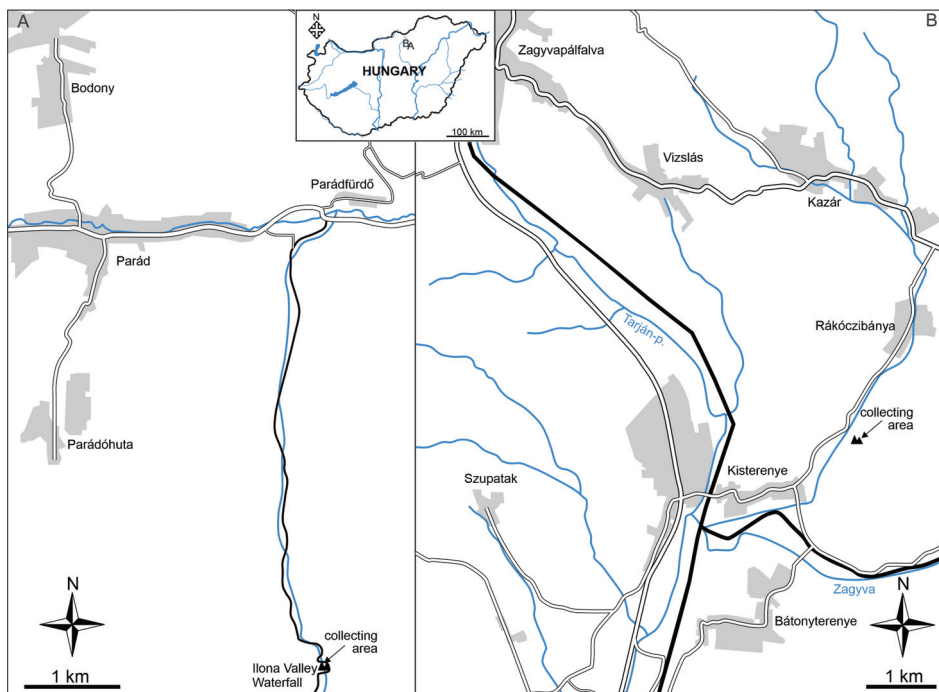 A
Bodony
Parádfürdő
Parád
Parádóhuta
collecting
area
Ilona Valley
Waterfall
N
1 km
N
BA
HUNGARY
100 km
B
Zagyvapálfalva
Vizslás
Kazár
Rákóczibánya
Tarján-p.
collecting
area
Kisterenye
Szupatak
Zagyva
Bátonyterenye
N
1 km